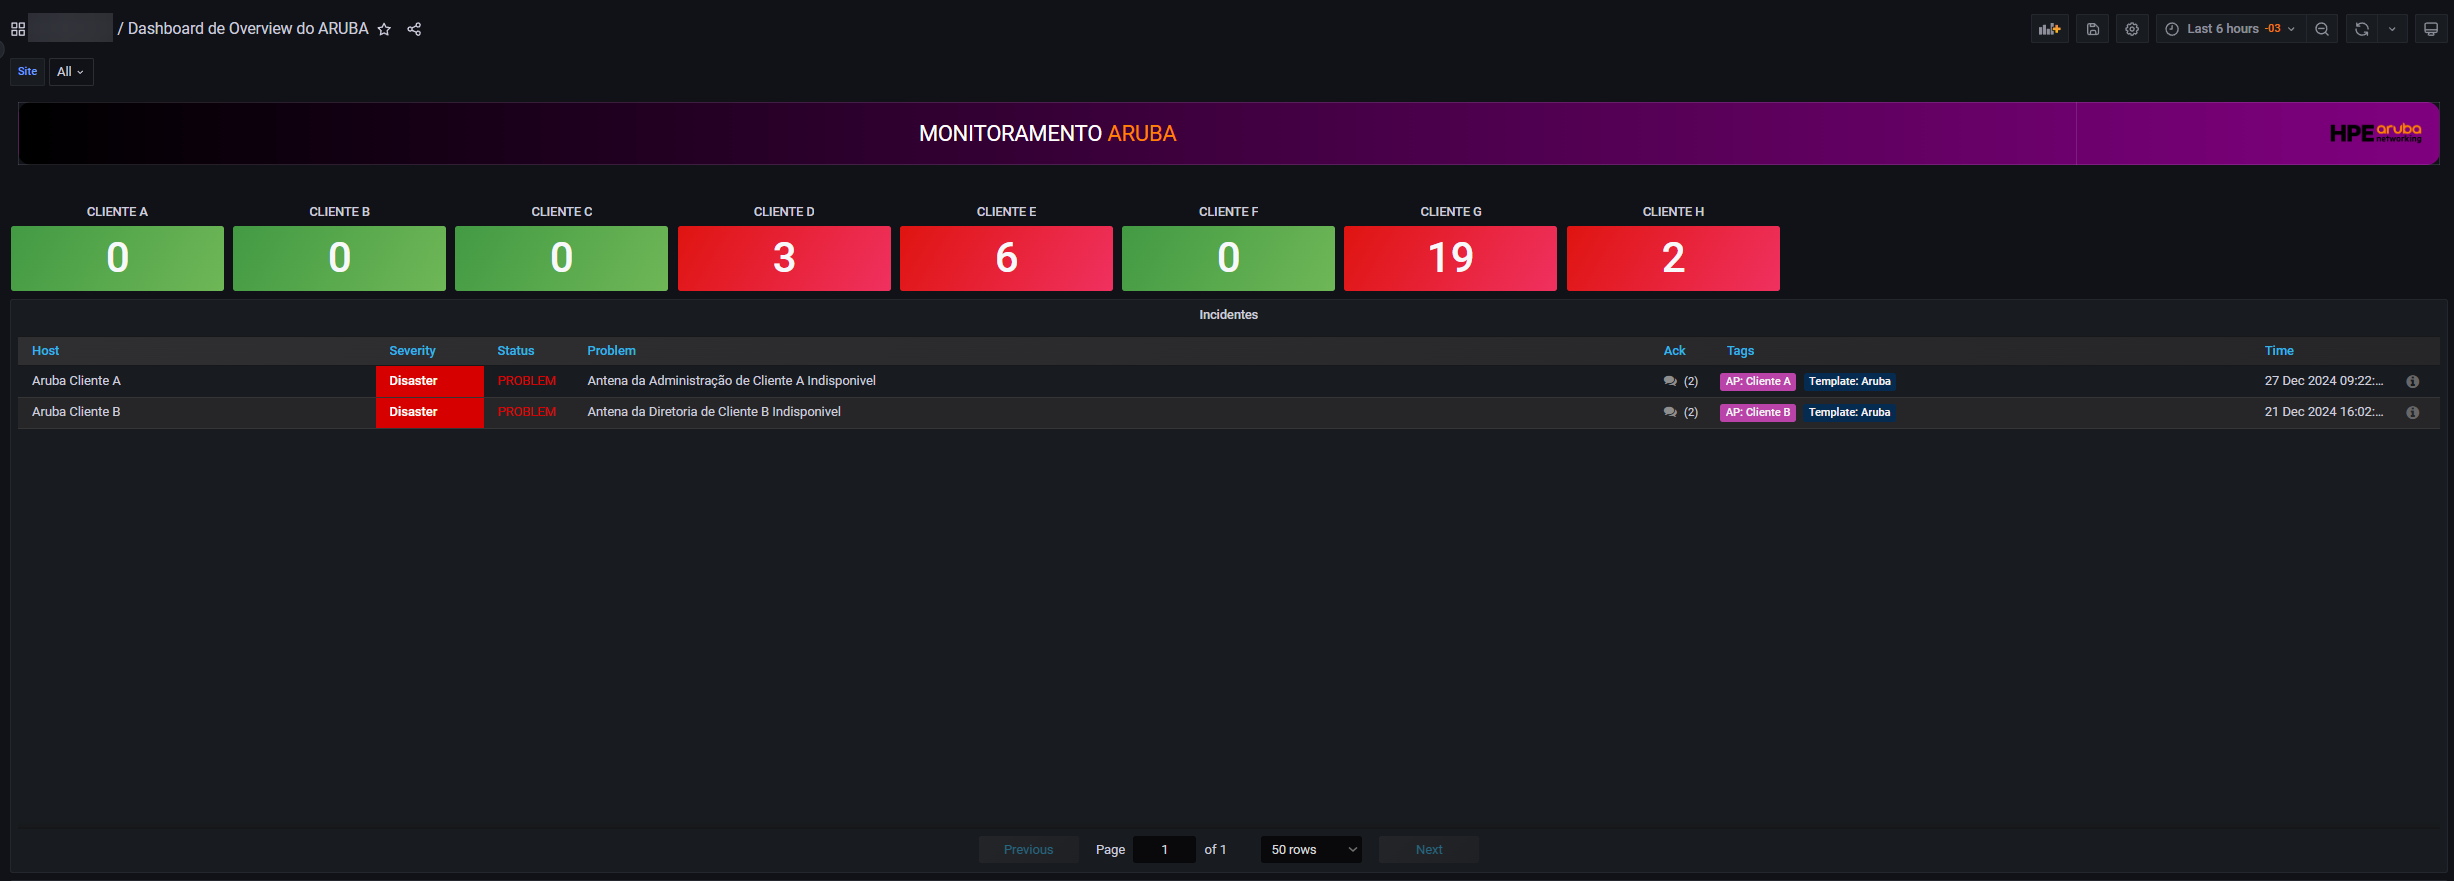 / Dashboard de Overview do ARUBA
Last 6 hours -03
Site All
MONITORAMENTO ARUBA
HPE aruba networking
CLIENTE A CLIENTE B CLIENTE C CLIENTE D CLIENTE E CLIENTE F CLIENTE G CLIENTE H
0 0 0 3 6 0 19 2
Incidentes
Host Severity Status Problem Ack Tags Time
Aruba Cliente A Disaster PROBLEM Antena da Administração de Cliente A Indisponivel (2) AP: Cliente A Template: Aruba 27 Dec 2024 09:22:...
Aruba Cliente B Disaster PROBLEM Antena da Diretoria de Cliente B Indisponivel (2) AP: Cliente B Template: Aruba 21 Dec 2024 16:02:...
Previous Page 1 of 1 50 rows Next